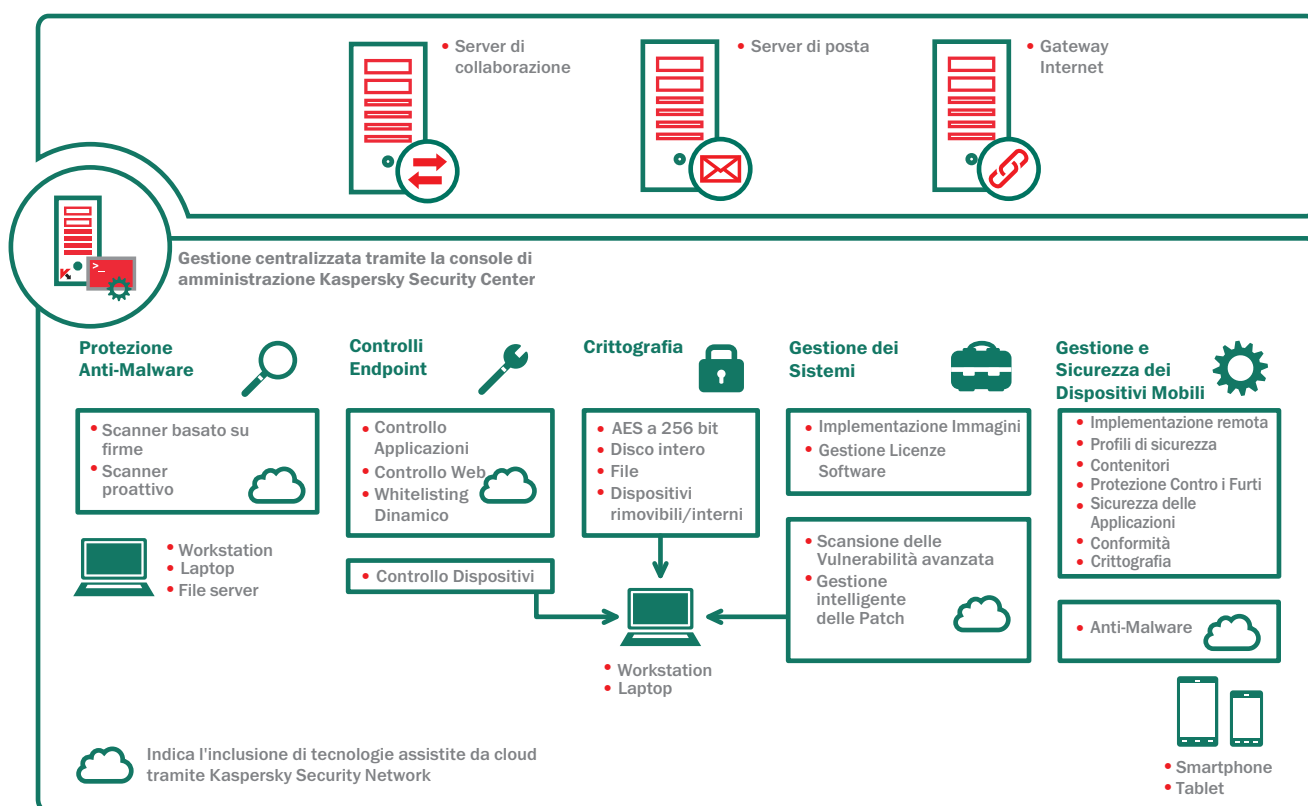 • Server di
collaborazione
• Server di posta
• Gateway
Internet
>_
Gestione centralizzata tramite la console di
amministrazione Kaspersky Security Center
Protezione
Anti-Malware
• Scanner basato su
firme
• Scanner
proattivo
• Workstation
• Laptop
• File server
Controlli
Endpoint
• Controllo
Applicazioni
• Controllo Web
• Whitelisting
Dinamico
• Controllo Dispositivi
Crittografia
• AES a 256 bit
• Disco intero
• File
• Dispositivi
rimovibili/interni
• Workstation
• Laptop
Gestione dei
Sistemi
• Implementazione Immagini
• Gestione Licenze
Software
• Scansione delle
Vulnerabilità avanzata
• Gestione
intelligente
delle Patch
Gestione e
Sicurezza dei
Dispositivi Mobili
• Implementazione remota
• Profili di sicurezza
• Contenitori
• Protezione Contro i Furti
• Sicurezza delle
Applicazioni
• Conformità
• Crittografia
• Anti-Malware
• Smartphone
• Tablet
Indica l'inclusione di tecnologie assistite da cloud
tramite Kaspersky Security Network